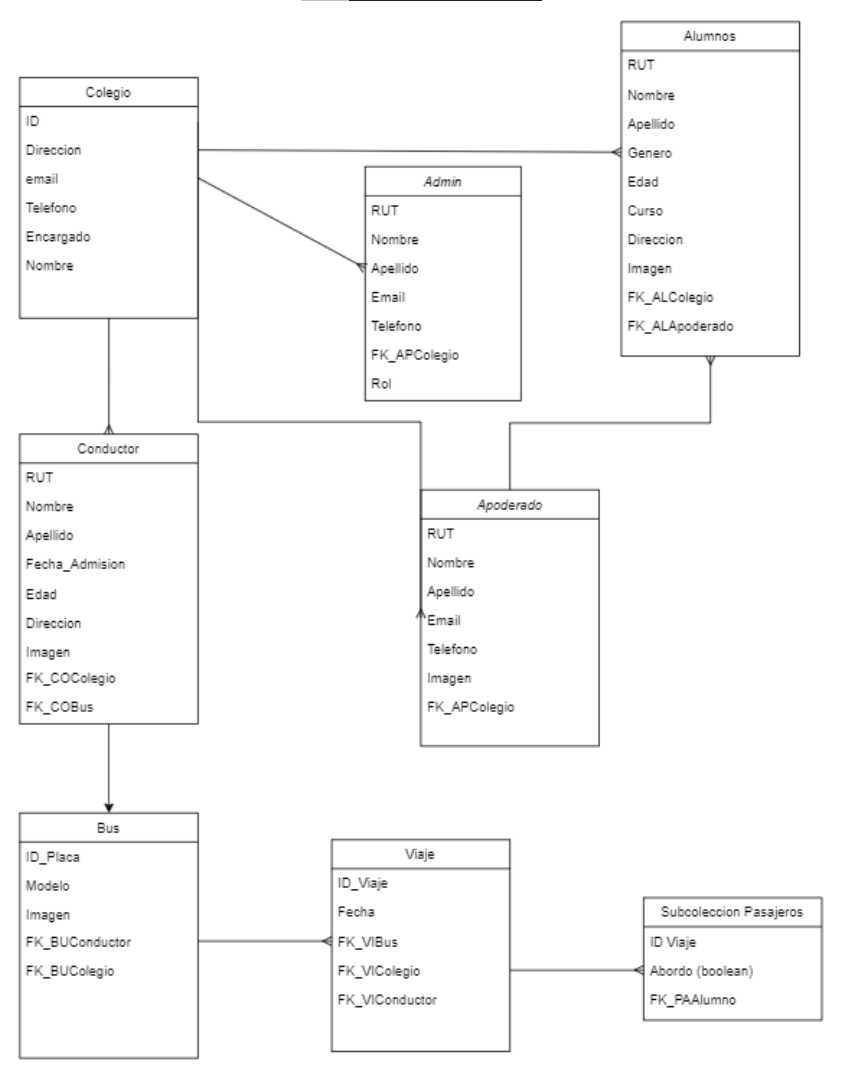 Colegio
ID
Direccion
email
Telefono
Encargado
Nombre
Admin
RUT
Nombre
Apellido
Email
Telefono
FK_APColegio
Rol
Alumnos
RUT
Nombre
Apellido
Genero
Edad
Curso
Direccion
Imagen
FK_ALColegio
FK_ALApoderado
Conductor
RUT
Nombre
Apellido
Fecha_Admision
Edad
Direccion
Imagen
FK_COColegio
FK_COBus
Apoderado
RUT
Nombre
Apellido
Email
Telefono
Imagen
FK_APColegio
Bus
ID_Placa
Modelo
Imagen
FK_BUConductor
FK_BUColegio
Viaje
ID_Viaje
Fecha
FK_VIBus
FK_VIColegio
FK_VIConductor
Subcoleccion Pasajeros
ID Viaje
Abordo (boolean)
FK_PAAlumno